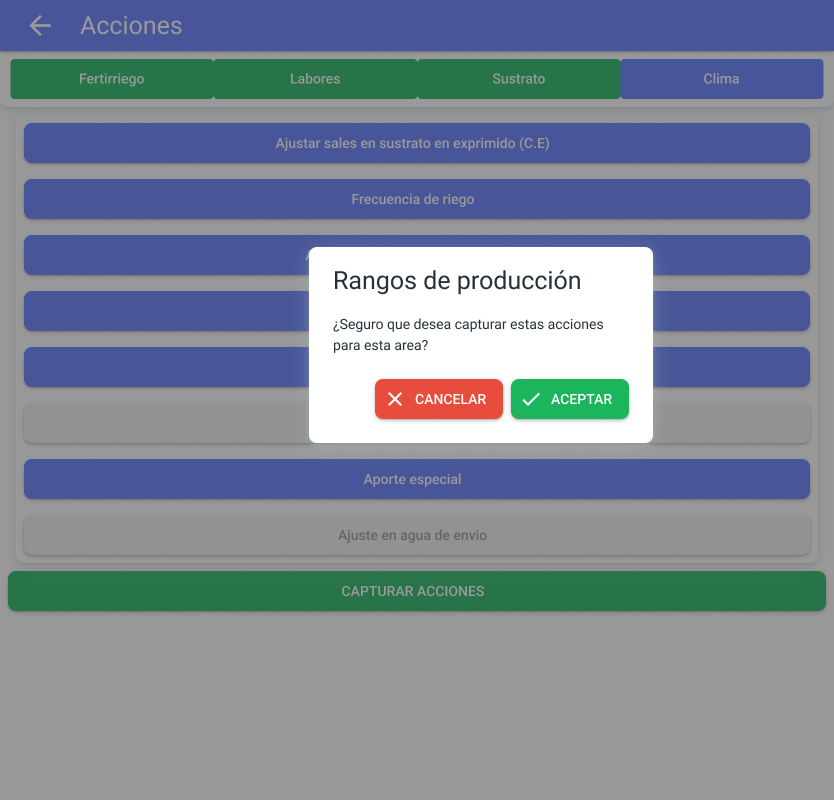 Acciones
Fertirriego
Labores
Sustrato
Clima
Ajustar sales en sustrato en exprimido (C.E)
Frecuencia de riego
Rangos de producción
¿Seguro que desea capturar estas acciones
para esta area?
CANCELAR
ACEPTAR
Aporte especial
Ajuste en agua de envio
CAPTURAR ACCIONES